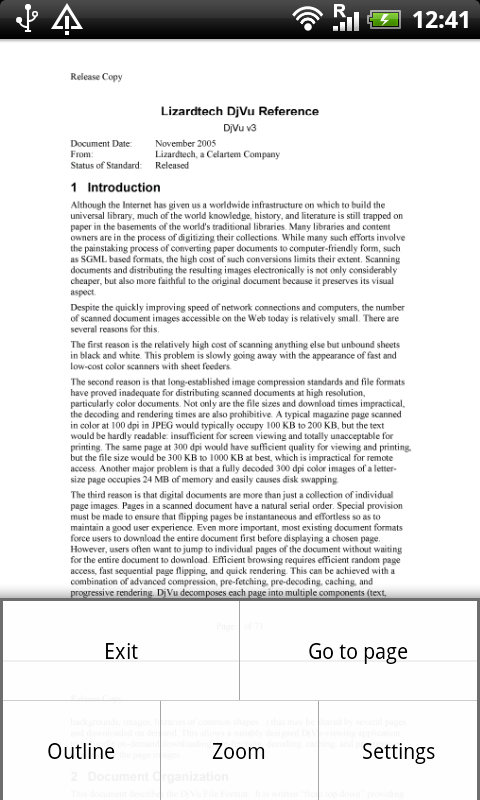 R
12:41
Release Copy
Lizardtech DjVu Reference
DjVu v3
Document Date: November 2005
From: Lizardtech, a Celartem Company
Status of Standard: Released
1 Introduction
Although the Internet has given us a worldwide infrastructure on which to build the
universal library, much of the world knowledge, history, and literature is still trapped on
paper in the basements of the world's traditional libraries. Many libraries and content
owners are in the process of digitizing their collections. While many such efforts involve
the painstaking process of converting paper documents to computer-friendly form, such
as SGML based formats, the high cost of such conversions limits their extent. Scanning
documents and distributing the resulting images electronically is not only considerably
cheaper, but also more faithful to the original document because it preserves its visual
aspect.
Despite the quickly improving speed of network connections and computers, the number
of scanned document images accessible on the Web today is relatively small. There are
several reasons for this.
The first reason is the relatively high cost of scanning anything else but unbound sheets
in black and white. This problem is slowly going away with the appearance of fast and
low-cost color scanners with sheet feeders.
The second reason is that long-established image compression standards and file formats
have proved inadequate for distributing scanned documents at high resolution,
particularly color documents. Not only are the file sizes and download times impractical,
the decoding and rendering times are also prohibitive. A typical magazine page scanned
in color at 100 dpi in JPEG would typically occupy 100 KB to 200 KB, but the text
would be hardly readable: insufficient for screen viewing and totally unacceptable for
printing. The same page at 300 dpi would have sufficient quality for viewing and printing,
but the file size would be 300 KB to 1000 KB at best, which is impractical for remote
access. Another major problem is that a fully decoded 300 dpi color images of a letter-
size page occupies 24 MB of memory and easily causes disk swapping.
The third reason is that digital documents are more than just a collection of individual
page images. Pages in a scanned document have a natural serial order. Special provision
must be made to ensure that flipping pages be instantaneous and effortless so as to
maintain a good user experience. Even more important, most existing document formats
force users to download the entire document first before displaying a chosen page.
However, users often want to jump to individual pages of the document without waiting
for the entire document to download. Efficient browsing requires efficient random page
access, fast sequential page flipping, and quick rendering. This can be achieved with a
combination of advanced compression, pre-fetching, pre-decoding, caching, and
progressive rendering. DjVu decomposes each page into multiple components (text,
Exit
Go to page
Release Copy
Outline
Zoom
Settings
2 Document Organization